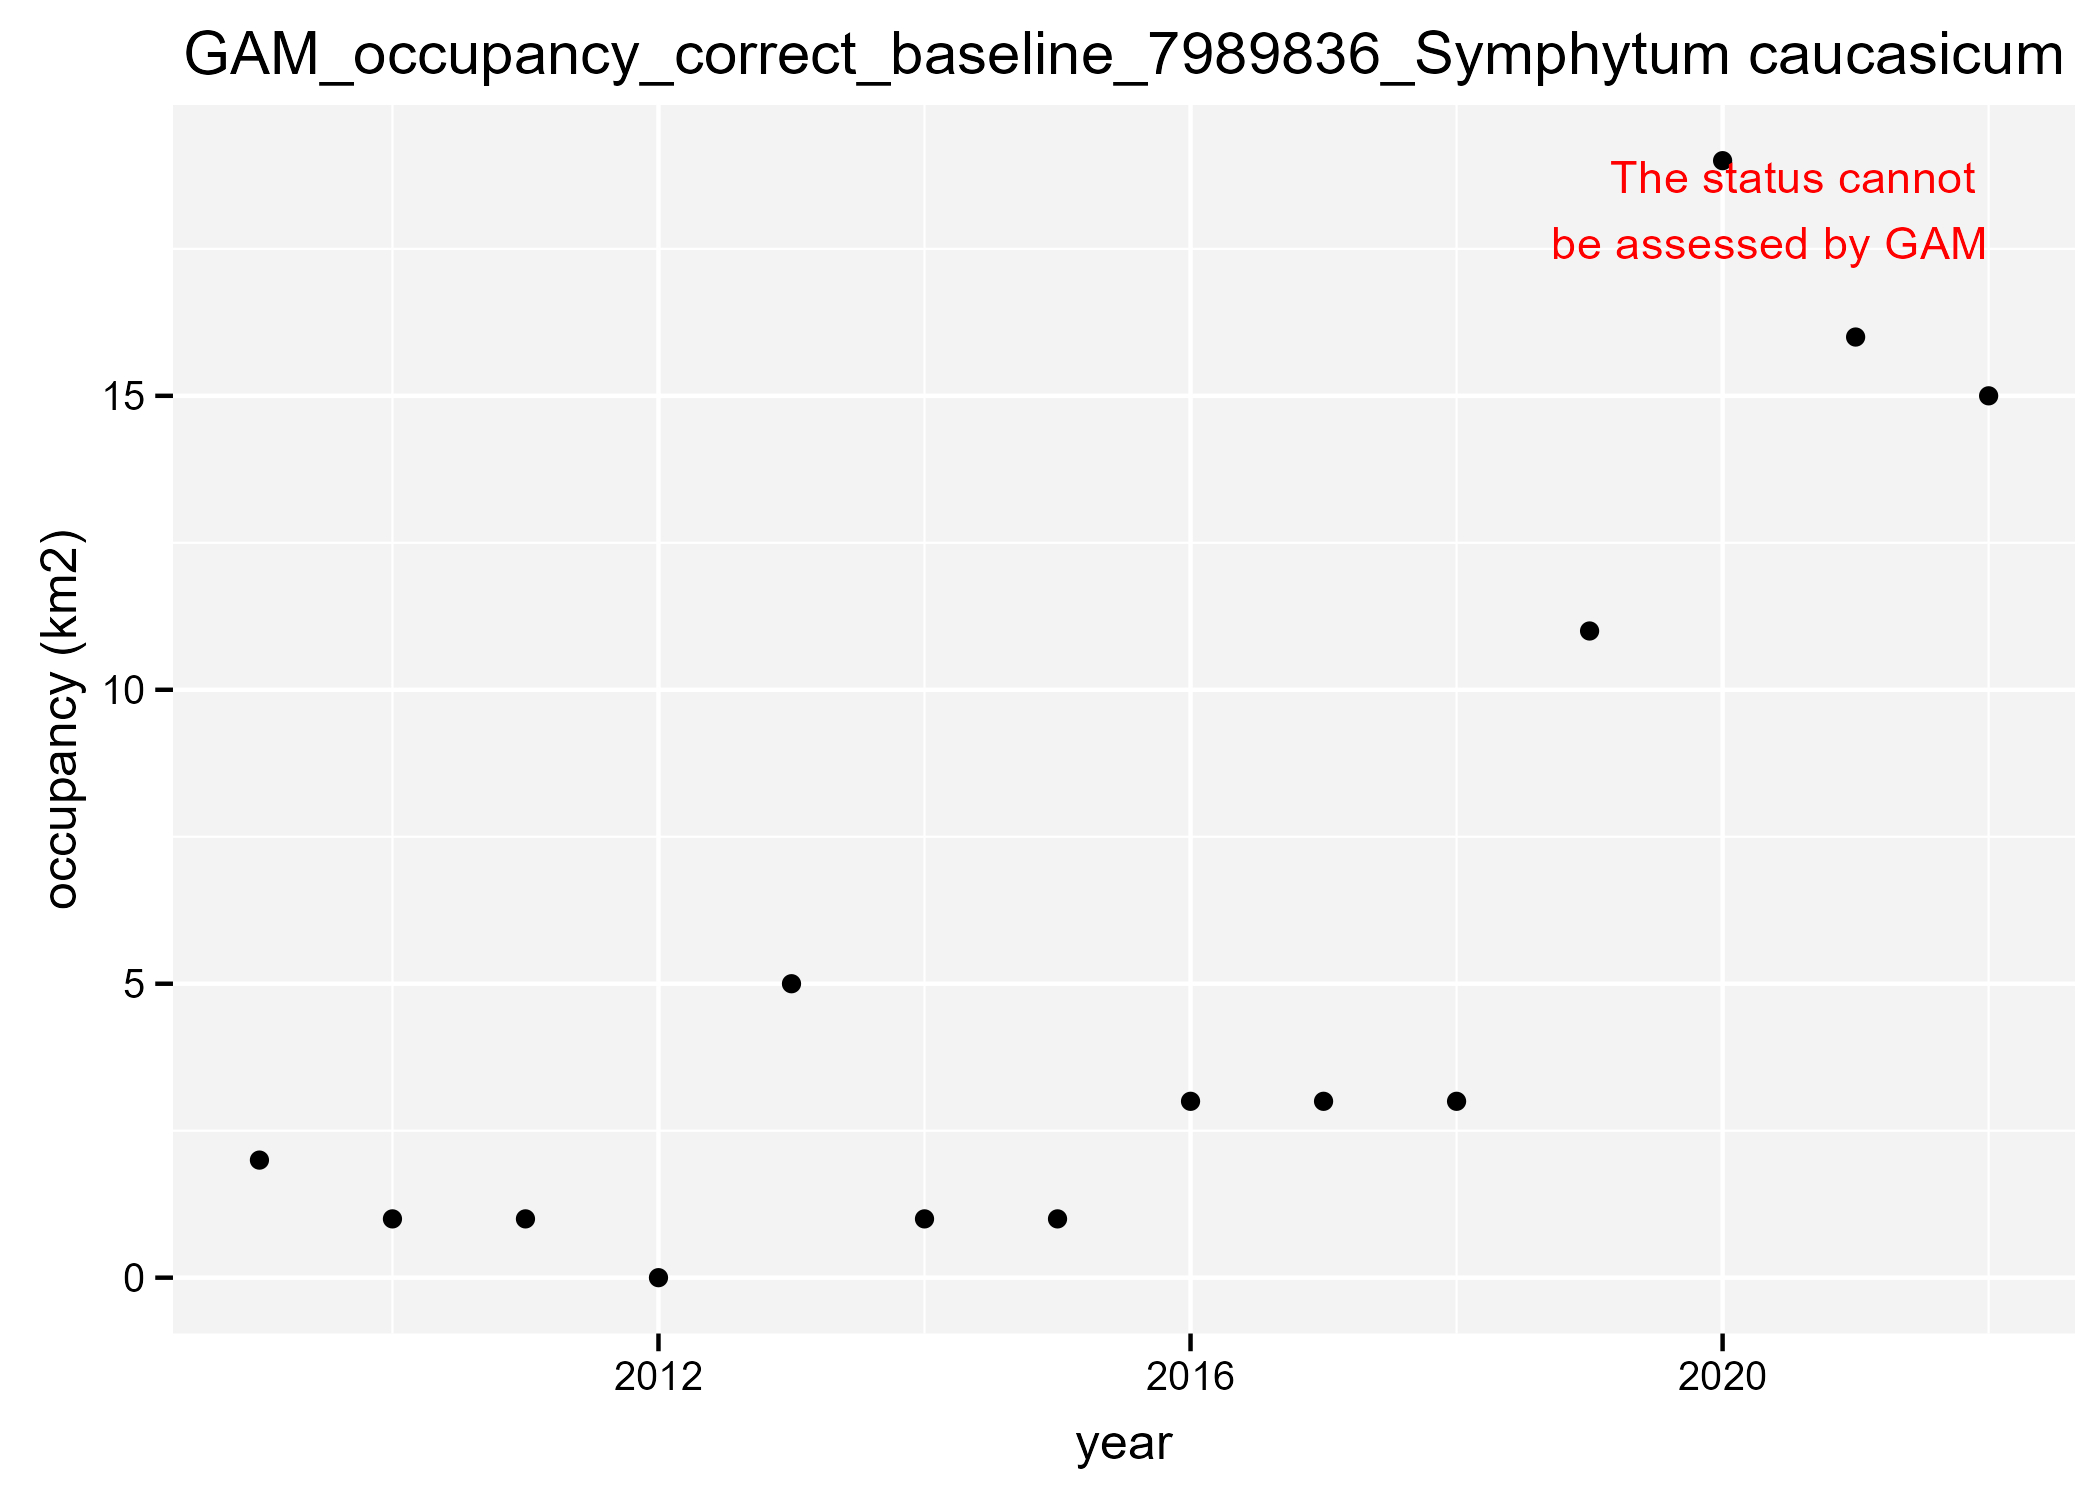 GAM_occupancy_correct_baseline_7989836_Symphytum caucasicum
The status cannot
be assessed by GAM
15
10
5
0
occupancy (km2)
2012
2016
2020
year